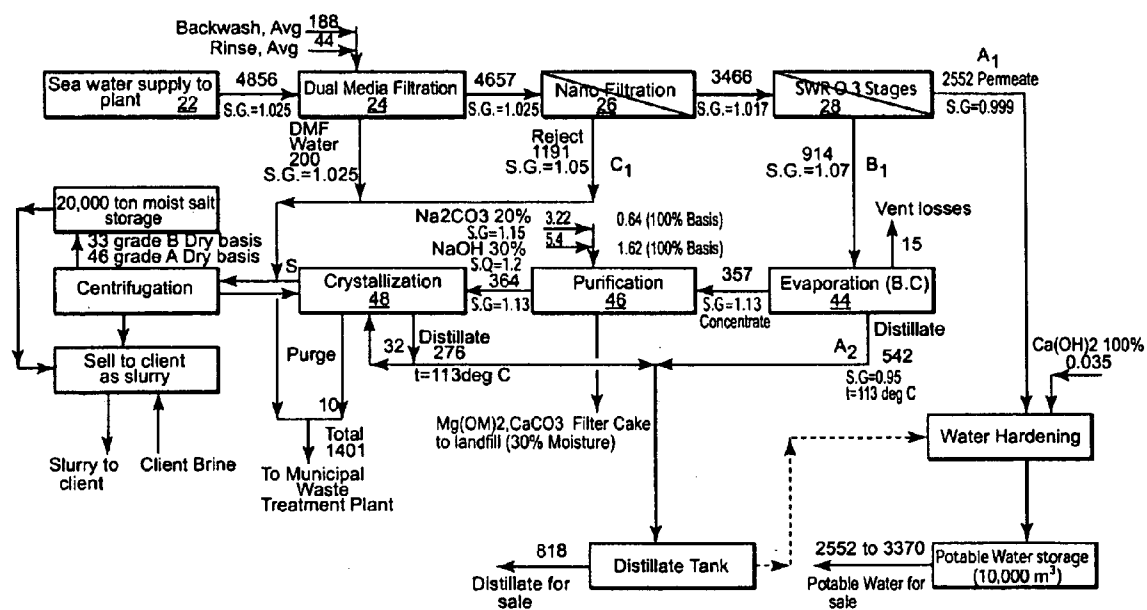 Backwash, Avg 188
Rinse, Avg 44
Sea water supply to
plant 22
4856
S.G.=1.025
Dual Media Filtration
24
4657
S.G.=1.025
Nano Filtration
26
3466
S.G.=1.017
SWRO 3 Stages
28
A1
2552 Permeate
S.G=0.999
DMF
Water
200
S.G.=1.025
Reject
1191
S.G.=1.05
C1
914
S.G.=1.07
B1
Vent losses
15
20,000 ton moist salt
storage
33 grade B Dry basis
46 grade A Dry basis
Na2CO3 20%
S.G=1.15
3.22
0.64 (100% Basis)
NaOH 30%
S.G=1.2
5.4
1.62 (100% Basis)
Centrifugation
S
Crystallization
48
364
S.G=1.13
Purification
46
357
S.G=1.13
Concentrate
Evaporation (B.C)
44
Distillate
Sell to client
as slurry
Purge
32
Distillate
276
t=113deg C
A2
542
S.G=0.95
t=113 deg C
Ca(OH)2 100%
0.035
10
Total
1401
Mg(OM)2,CaCO3 Filter Cake
to landfill (30% Moisture)
Water Hardening
Slurry to
client
Client Brine
To Municipal
Waste
Treatment Plant
818
Distillate for
sale
Distillate Tank
2552 to 3370
Potable Water for
sale
Potable Water storage
(10,000 m³)